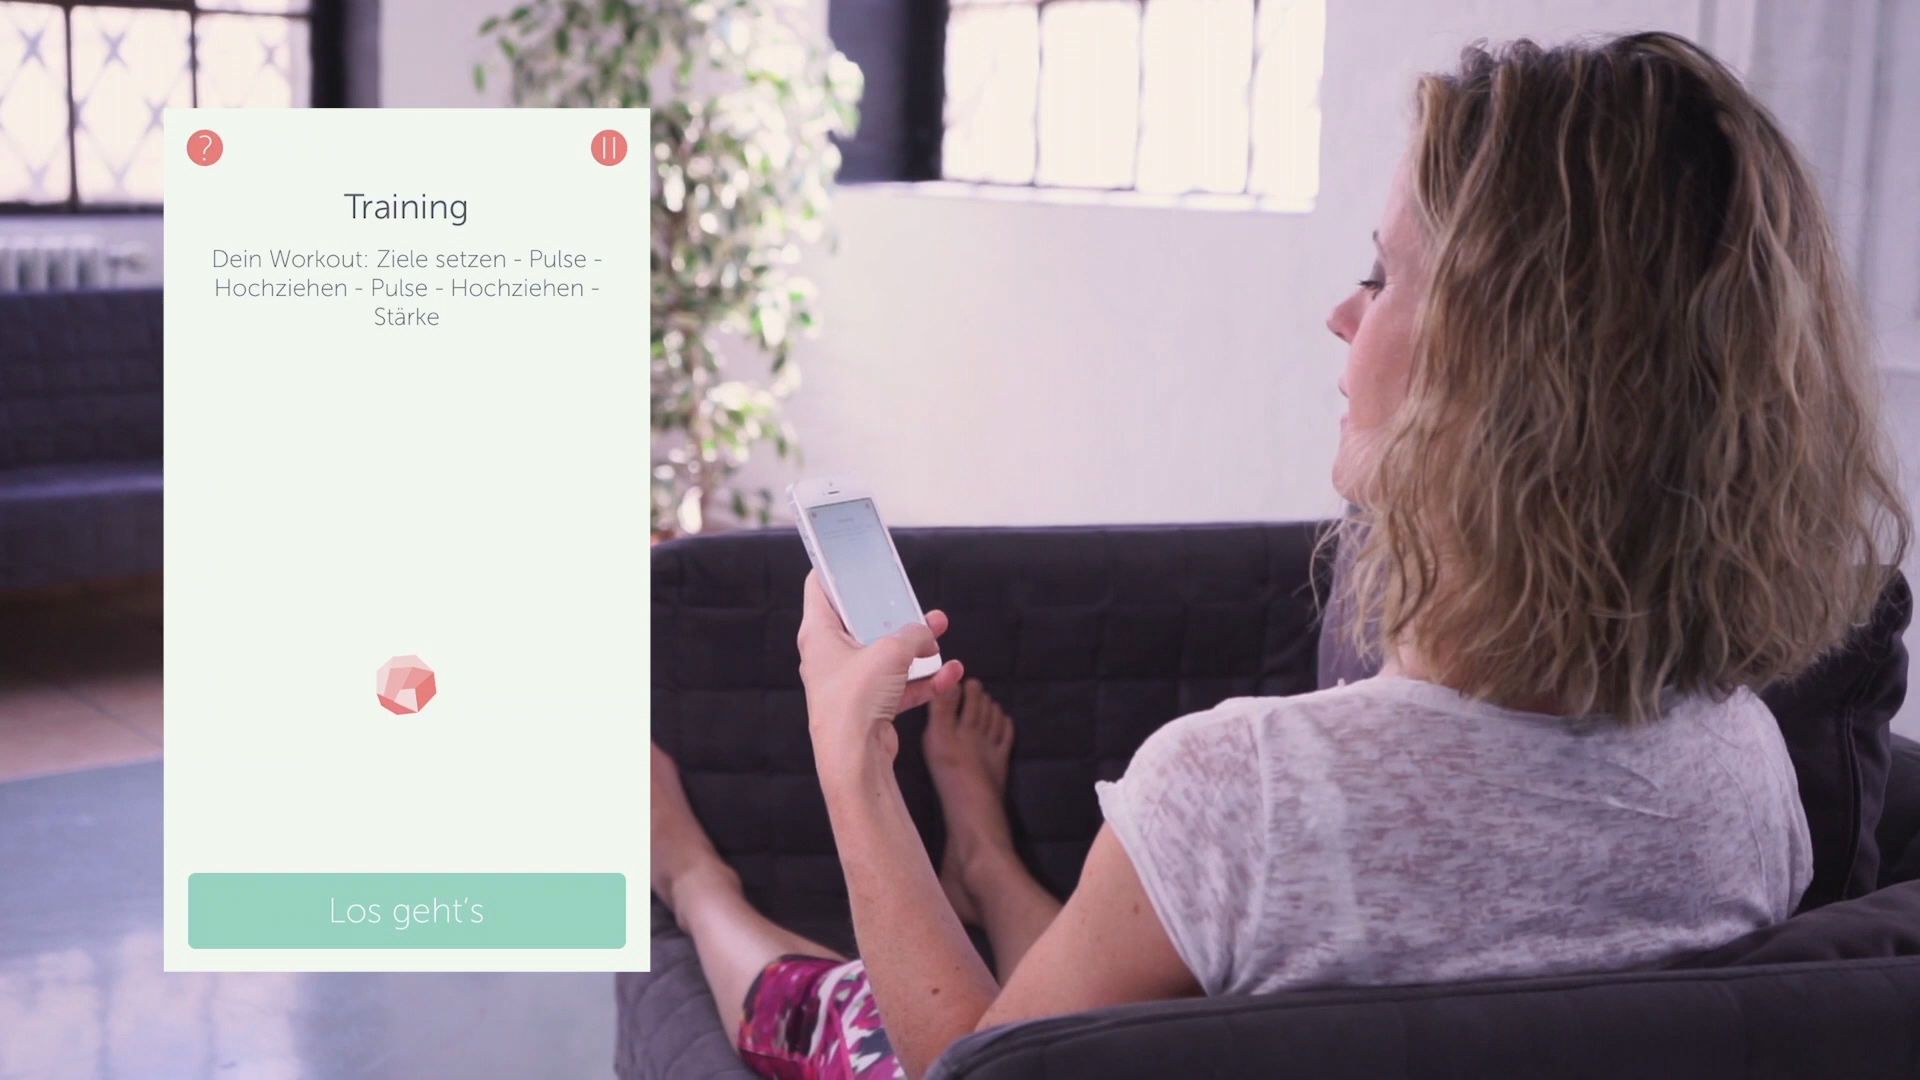 ?
Training
Dein Workout: Ziele setzen - Pulse -
Hochziehen - Pulse - Hochziehen -
Stärke
Los geht's